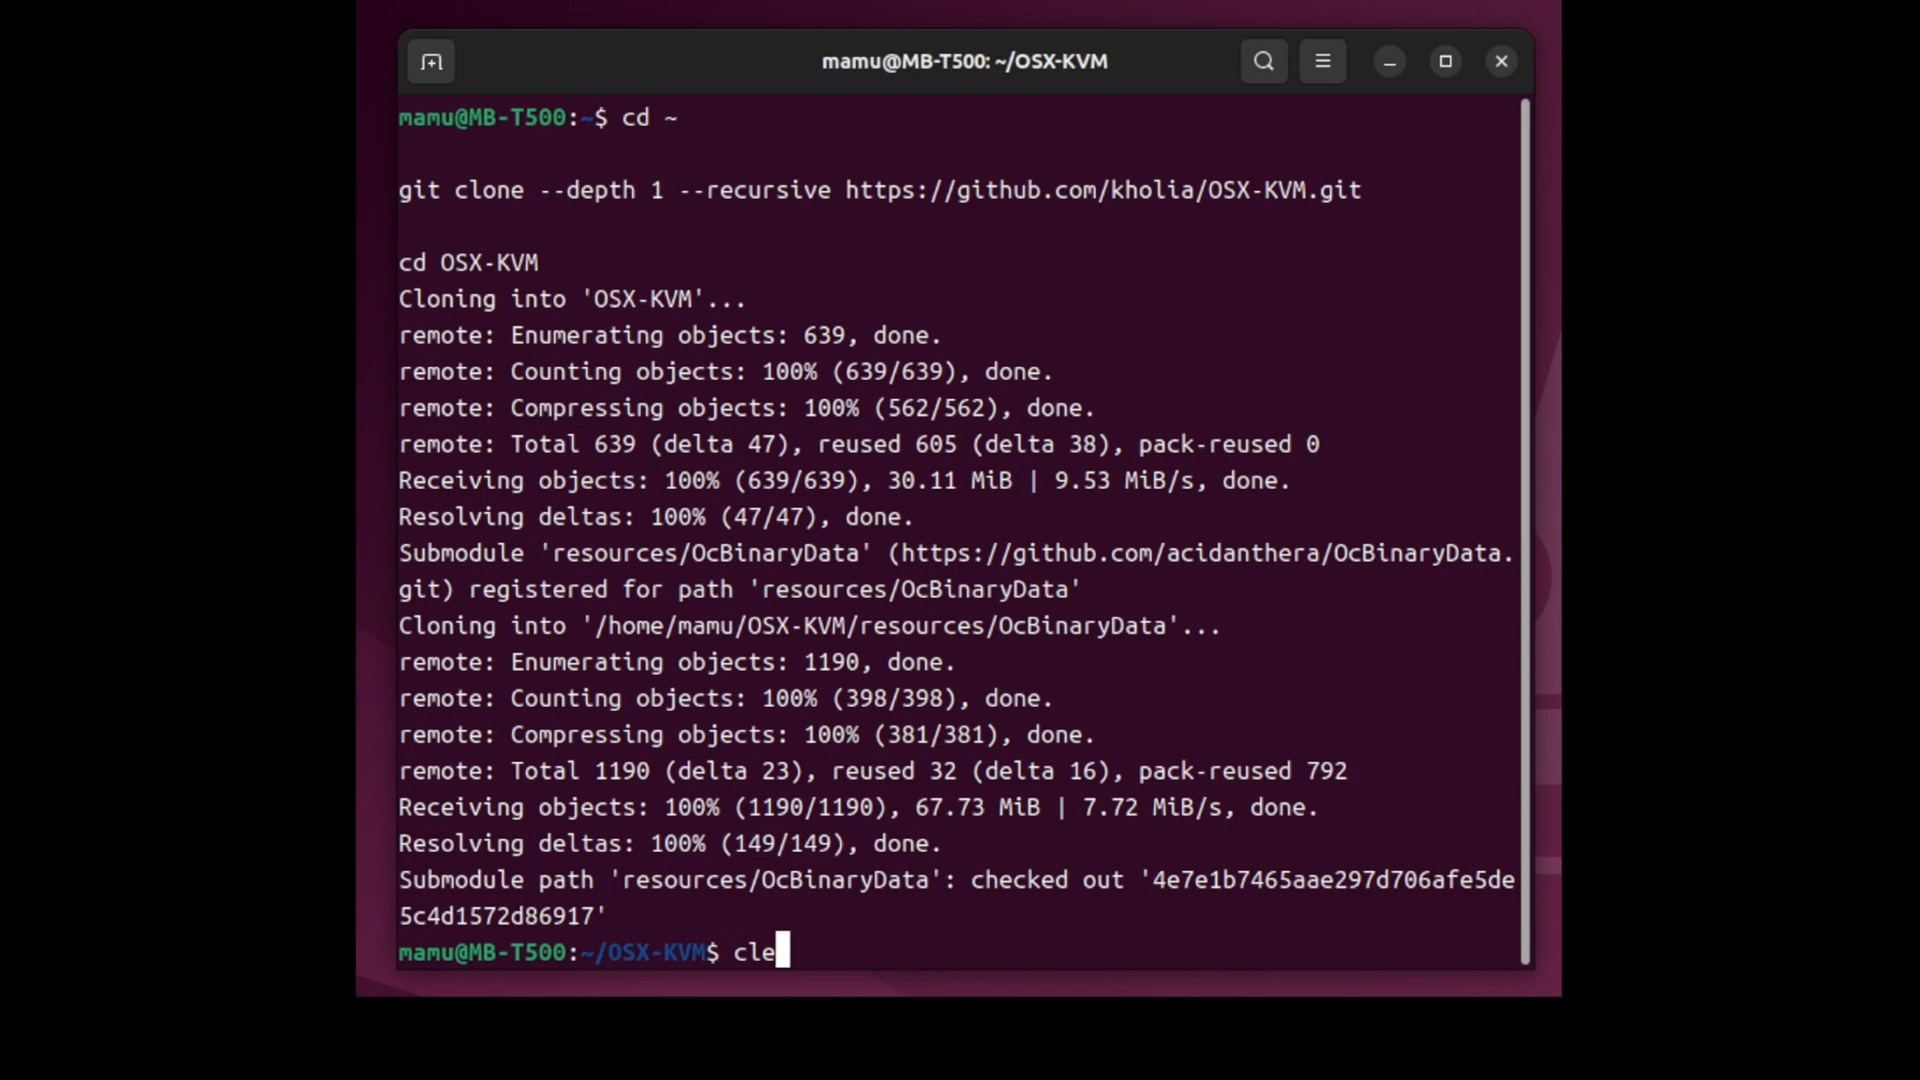 mamu@MB-T500: ~/OSX-KVM
mamu@MB-T500:~$ cd ~
git clone --depth 1 --recursive https://github.com/kholia/OSX-KVM.git
cd OSX-KVM
Cloning into 'OSX-KVM'...
remote: Enumerating objects: 639, done.
remote: Counting objects: 100% (639/639), done.
remote: Compressing objects: 100% (562/562), done.
remote: Total 639 (delta 47), reused 605 (delta 38), pack-reused 0
Receiving objects: 100% (639/639), 30.11 MiB | 9.53 MiB/s, done.
Resolving deltas: 100% (47/47), done.
Submodule 'resources/OcBinaryData' (https://github.com/acidanthera/OcBinaryData.
git) registered for path 'resources/OcBinaryData'
Cloning into '/home/mamu/OSX-KVM/resources/OcBinaryData'...
remote: Enumerating objects: 1190, done.
remote: Counting objects: 100% (398/398), done.
remote: Compressing objects: 100% (381/381), done.
remote: Total 1190 (delta 23), reused 32 (delta 16), pack-reused 792
Receiving objects: 100% (1190/1190), 67.73 MiB | 7.72 MiB/s, done.
Resolving deltas: 100% (149/149), done.
Submodule path 'resources/OcBinaryData': checked out '4e7e1b7465aae297d706afe5de
5c4d1572d86917'
mamu@MB-T500:~/OSX-KVM$ cle